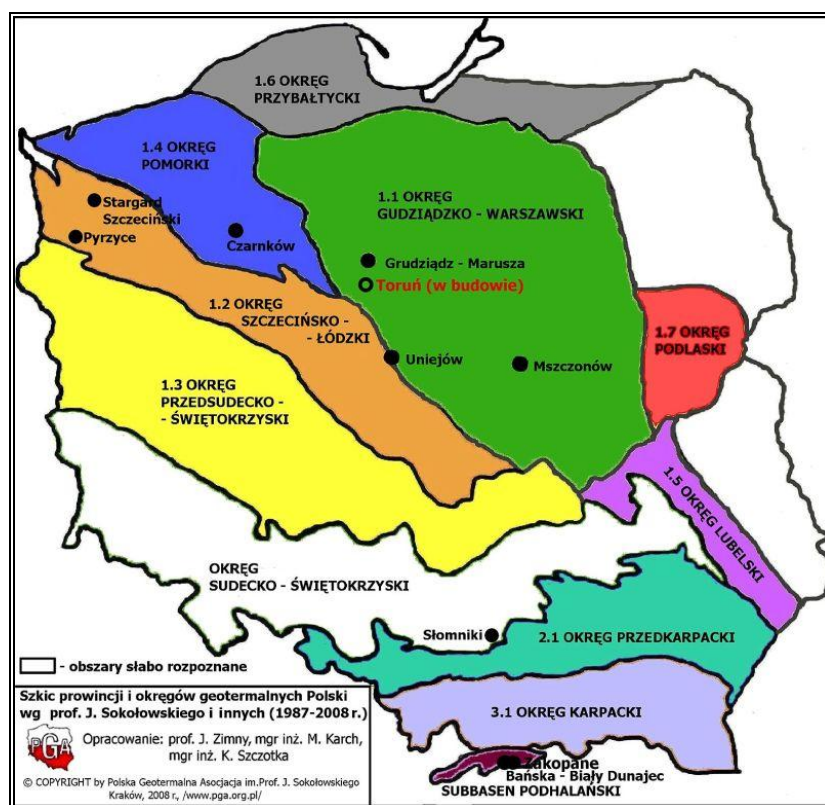 1.6 OKRĘG
PRZYBAŁTYCKI
1.4 OKRĘG
POMORKI
1.1 OKRĘG
GUDZIĄDZKO - WARSZAWSKI
Stargard
Szczeciński
Pyrzyce
Czarnków
Grudziądz - Marusza
Toruń (w budowie)
1.2 OKRĘG
SZCZECIŃSKO -
- ŁÓDZKI
1.7 OKRĘG
PODLASKI
Uniejów
Mszczonów
1.3 OKRĘG
PRZEDSUDECKO -
- ŚWIĘTOKRZYSKI
1.5 OKRĘG LUBELSKI
OKRĘG
SUDECKO - ŚWIĘTOKRZYSKI
Słomniki
2.1 OKRĘG PRZEDKARPACKI
- obszary słabo rozpoznane
3.1 OKRĘG KARPACKI
Zakopane
Bańska - Biały Dunajec
SUBBASEN PODHALAŃSKI
Szkic prowincji i okręgów geotermalnych Polski
wg prof. J. Sokołowskiego i innych (1987-2008 r.)
PGA
Opracowanie: prof. J. Zimny, mgr inż. M. Karch,
mgr inż. K. Szczotka
© COPYRIGHT by Polska Geotermalna Asocjacja im.Prof. J. Sokołowskiego
Kraków, 2008 r., /www.pga.org.pl/